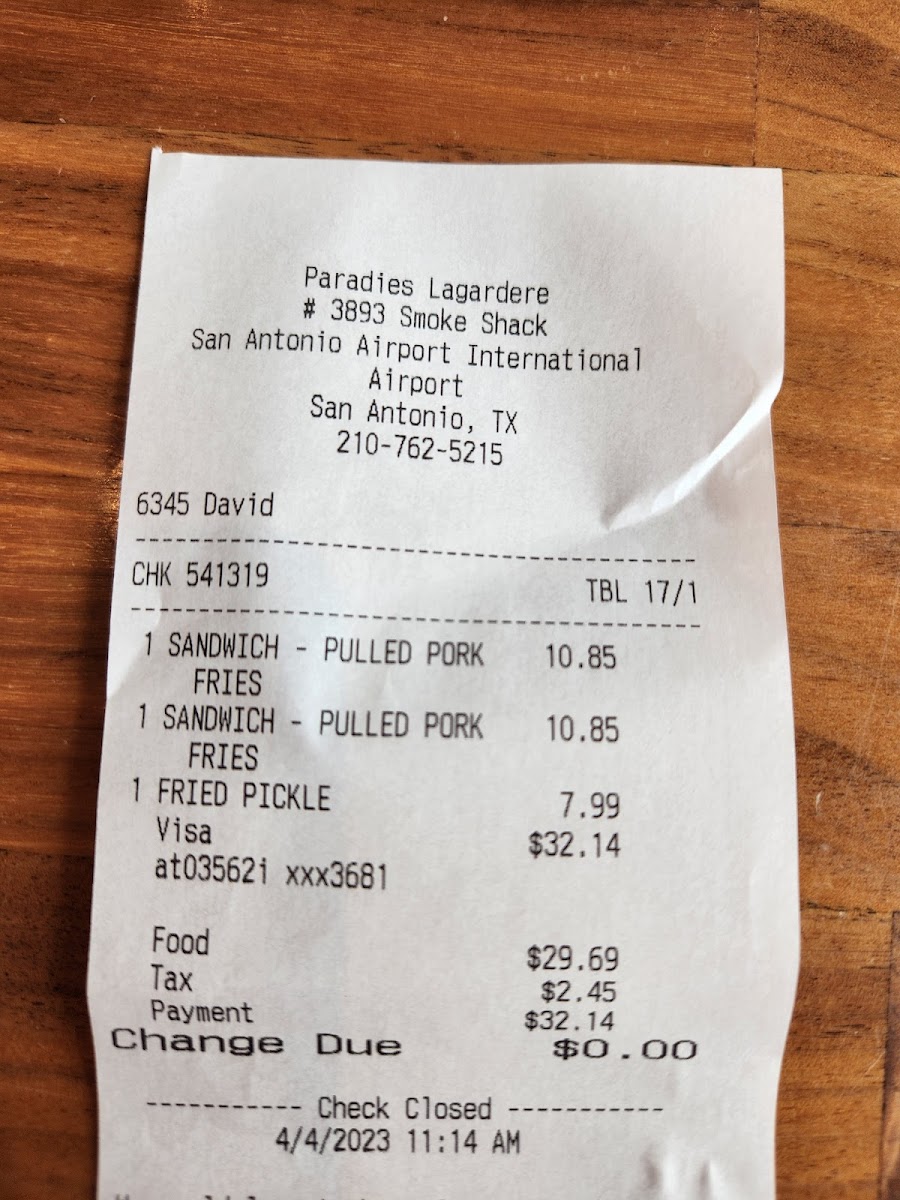 Paradies Lagardere
# 3893 Smoke Shack
San Antonio Airport International
Airport
San Antonio, TX
210-762-5215
6345 David
CHK 541319 TBL 17/1
1 SANDWICH - PULLED PORK 10.85
FRIES
1 SANDWICH - PULLED PORK 10.85
FRIES
1 FRIED PICKLE 7.99
Visa $32.14
at03562i xxx3681
Food $29.69
Tax $2.45
Payment $32.14
Change Due $0.00
----------- Check Closed -----------
4/4/2023 11:14 AM